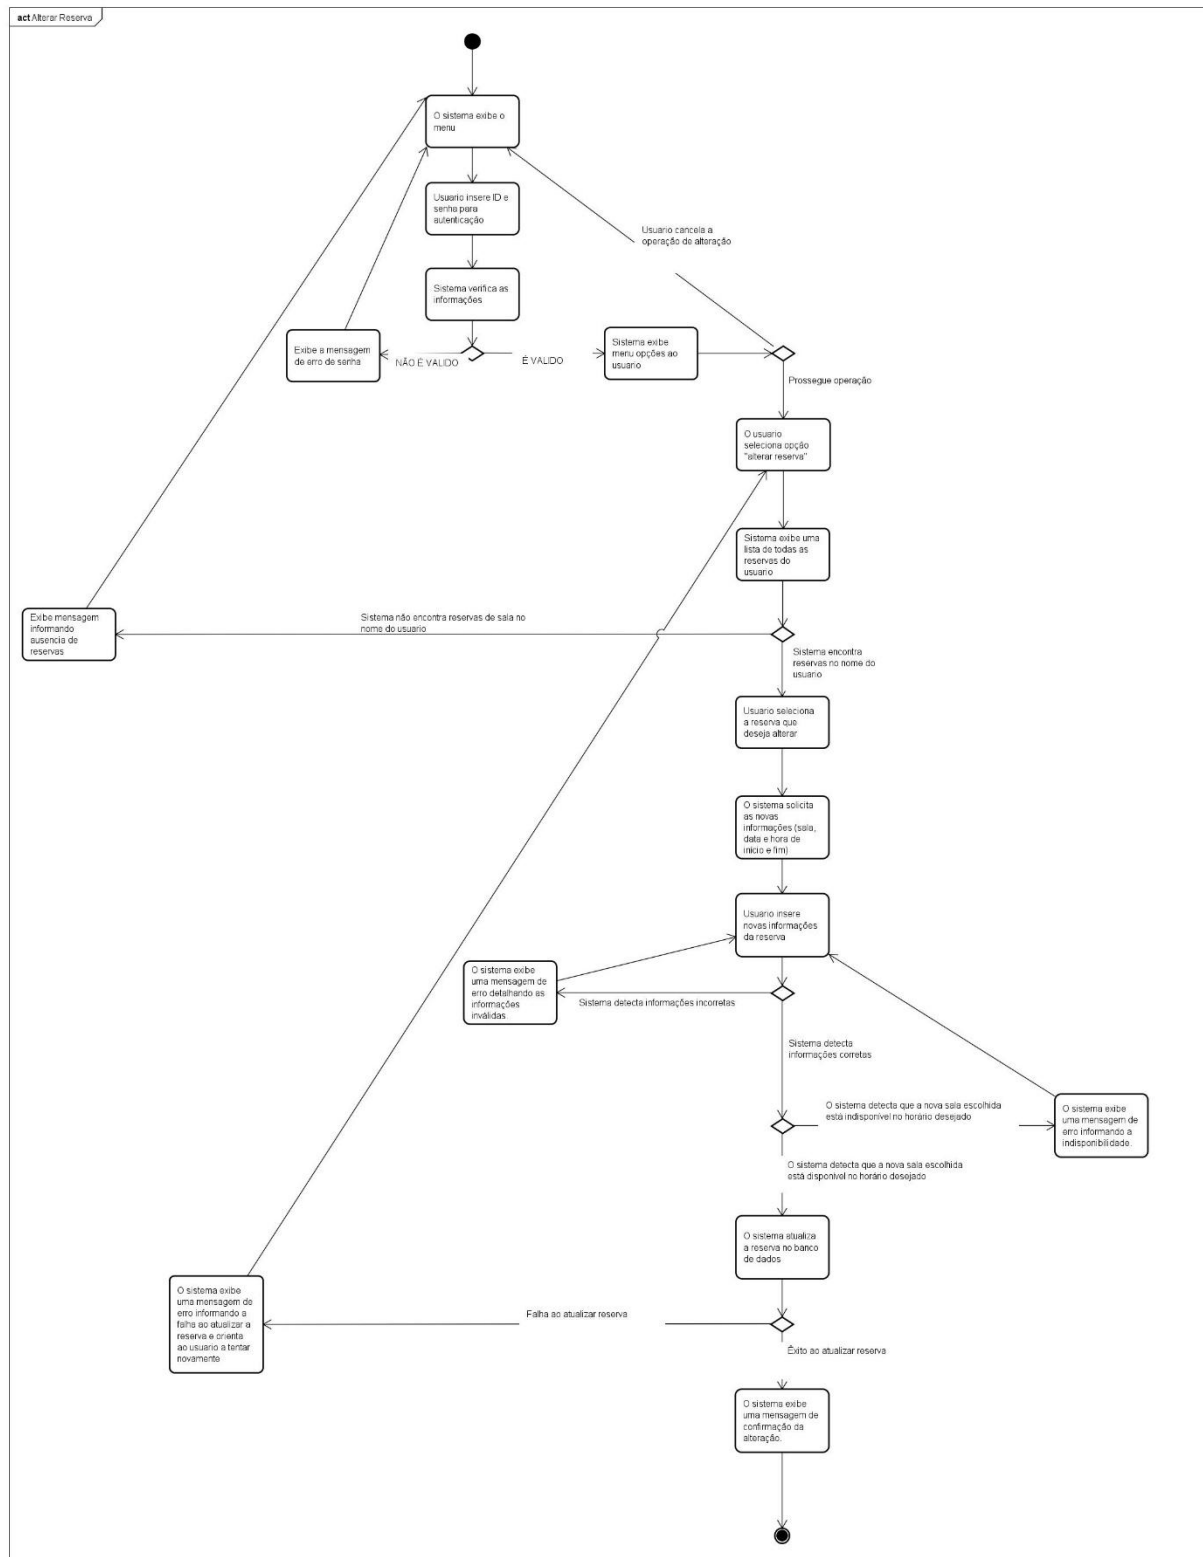 act Alterar Reserva
O sistema exibe o
menu
Usuario insere ID e
senha para
autenticação
Usuario cancela a
operação de alteração
Sistema verifica as
informações
Exibe a mensagem
de erro de senha
NÃO É VALIDO
É VALIDO
Sistema exibe
menu opções ao
usuario
Prossegue operação
O usuario
seleciona opção
"alterar reserva"
Sistema exibe uma
lista de todas as
reservas do
usuario
Exibe mensagem
informando
ausencia de
reservas
Sistema não encontra reservas de sala no
nome do usuario
Sistema encontra
reservas no nome do
usuario
Usuario seleciona
a reserva que
deseja alterar
O sistema solicita
as novas
informações (sala,
data e hora de
início e fim)
Usuario insere
novas informações
da reserva
O sistema exibe
uma mensagem de
erro detalhando as
informações
inválidas.
Sistema detecta informações incorretas
Sistema detecta
informações corretas
O sistema detecta que a nova sala escolhida
está indisponível no horário desejado
O sistema exibe
uma mensagem de
erro informando a
indisponibilidade.
O sistema detecta que a nova sala escolhida
está disponível no horário desejado
O sistema atualiza
a reserva no banco
de dados
O sistema exibe
uma mensagem de
erro informando a
falha ao atualizar a
reserva e orienta
ao usuario a tentar
novamente
Falha ao atualizar reserva
Êxito ao atualizar reserva
O sistema exibe
uma mensagem de
confirmação da
alteração.